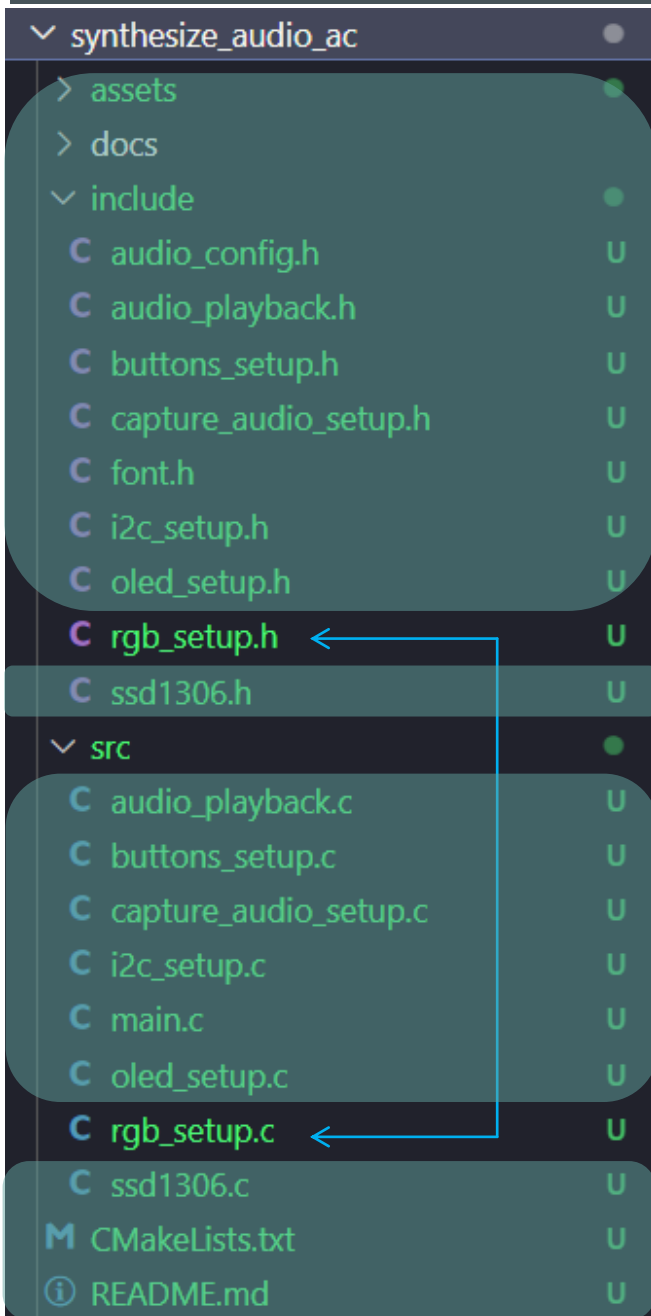 synthesize_audio_ac
assets
docs
include
C audio_config.h U
C audio_playback.h U
C buttons_setup.h U
C capture_audio_setup.h U
C font.h U
C i2c_setup.h U
C oled_setup.h U
C rgb_setup.h U
C ssd1306.h U
src
C audio_playback.c U
C buttons_setup.c U
C capture_audio_setup.c U
C i2c_setup.c U
C main.c U
C oled_setup.c U
C rgb_setup.c U
C ssd1306.c U
M CMakeLists.txt U
i README.md U